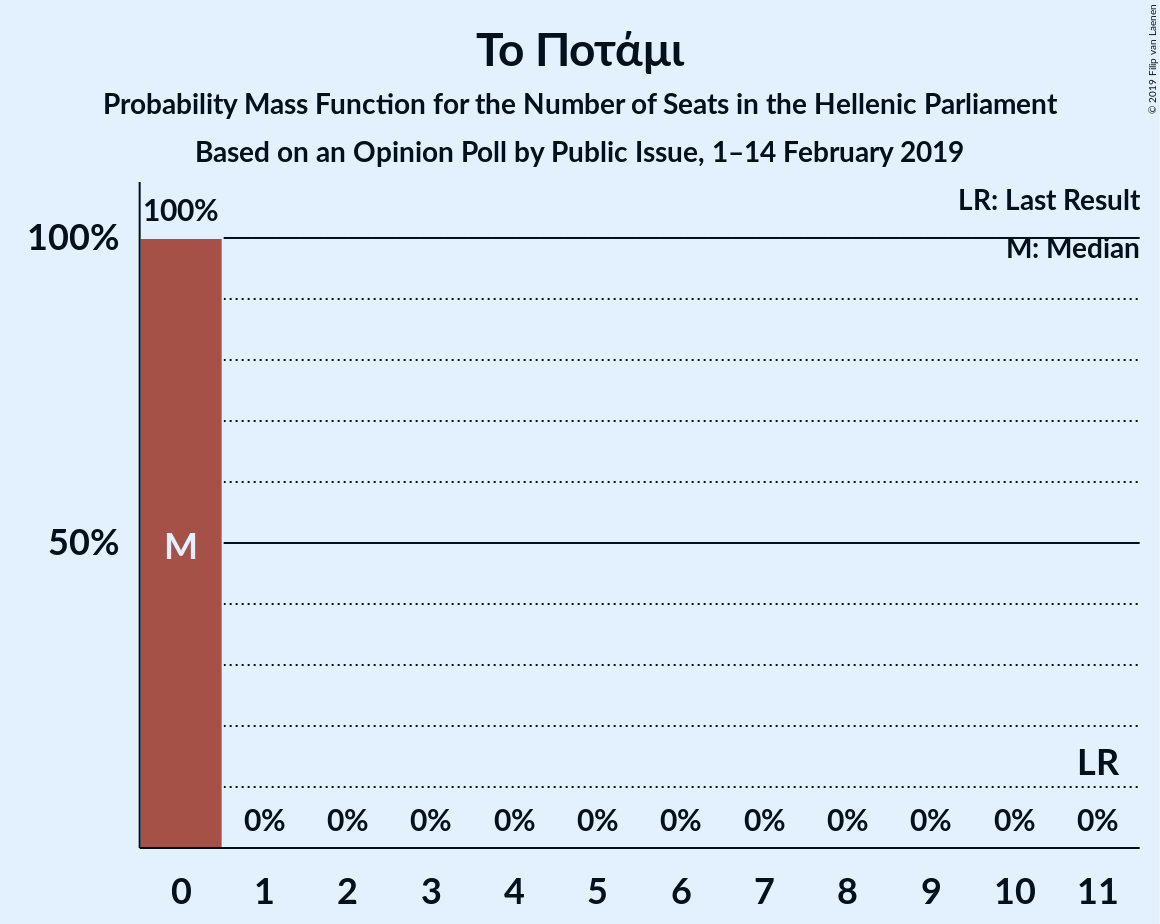 Το Ποτάμι
Probability Mass Function for the Number of Seats in the Hellenic Parliament
Based on an Opinion Poll by Public Issue, 1–14 February 2019
© 2019 Filip van Laenen
LR: Last Result
M: Median
100%
100%
50%
M
LR
0% 0% 0% 0% 0% 0% 0% 0% 0% 0% 0%
0 1 2 3 4 5 6 7 8 9 10 11